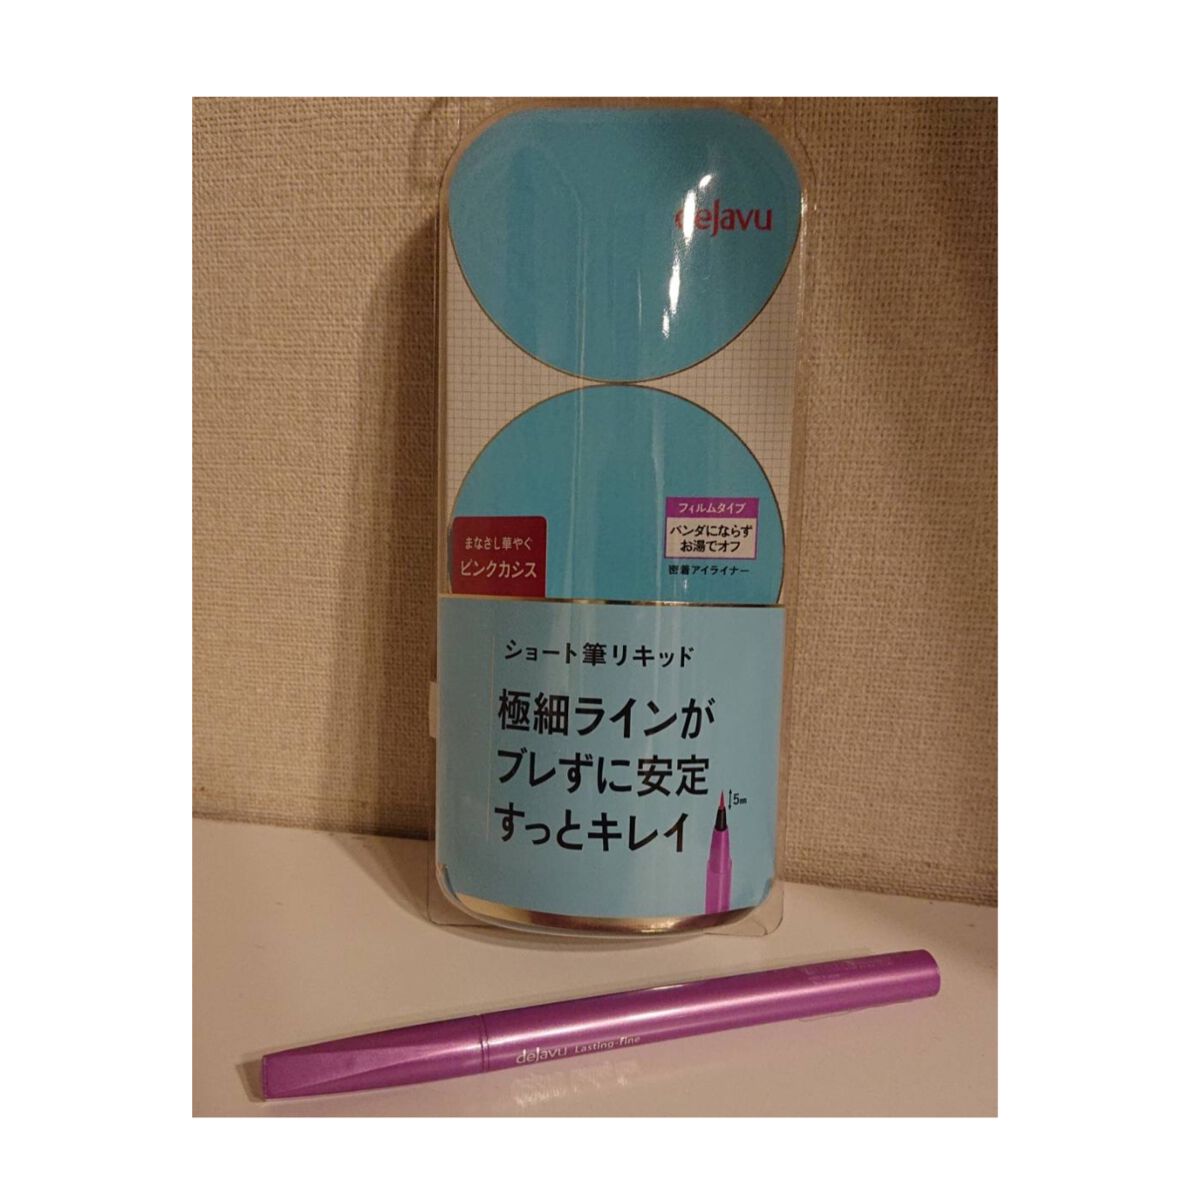 dejavu
フィルムタイプ
パンダにならず
お湯でオフ
密着アイライナー
まなざし華やぐ
ピンクカシス
ショート筆リキッド
極細ラインが
ブレずに安定
すっとキレイ
5m
dejavu Lasting-fine